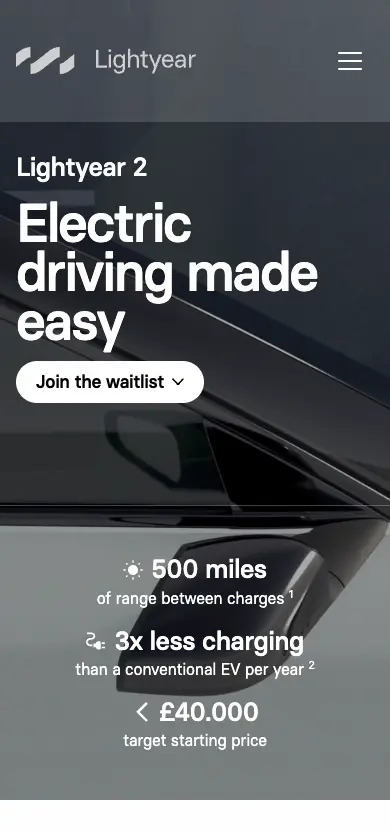 Lightyear
Lightyear 2
Electric
driving made
easy
Join the waitlist
500 miles
of range between charges ¹
3x less charging
than a conventional EV per year ²
< £40.000
target starting price